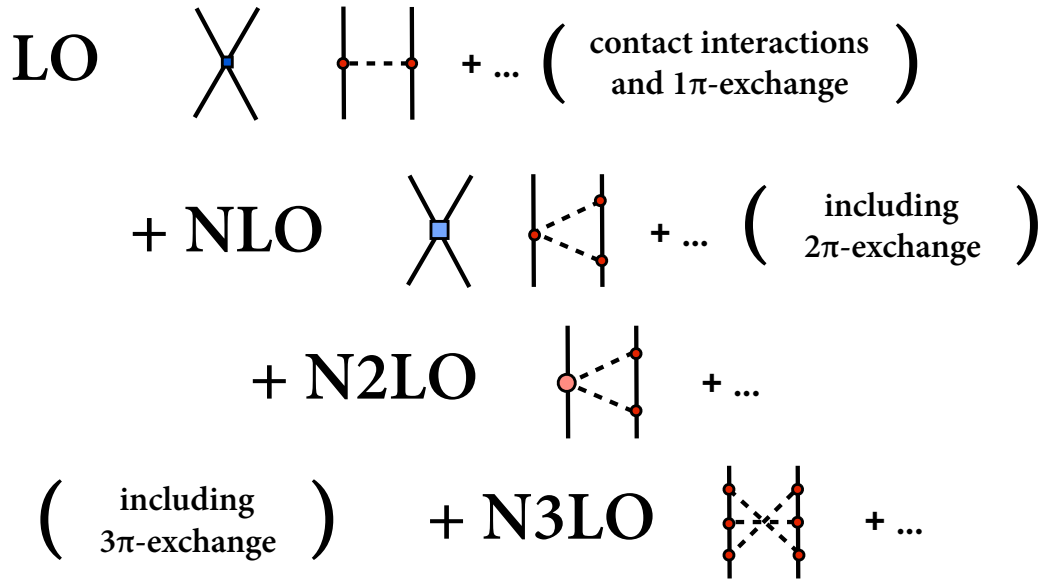 LO + ... ( contact interactions
and 1π-exchange )
+ NLO + ... ( including
2π-exchange )
+ N2LO + ...
( including
3π-exchange ) + N3LO + ...